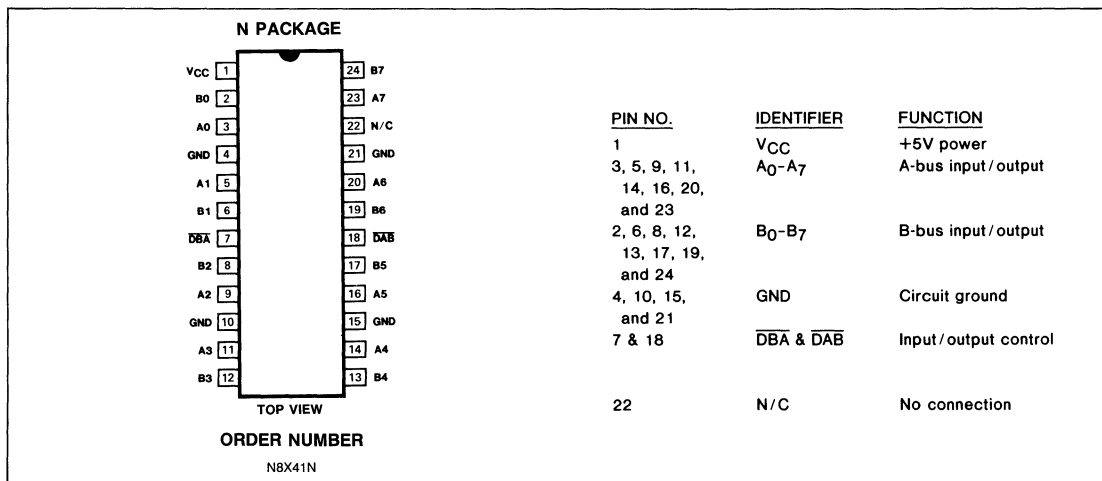 N PACKAGE
VCC 1 24 B7
B0 2 23 A7
A0 3 22 N/C
GND 4 21 GND
A1 5 20 A6
B1 6 19 B6
DBA 7 18 DAB
B2 8 17 B5
A2 9 16 A5
GND 10 15 GND
A3 11 14 A4
B3 12 13 B4
TOP VIEW
ORDER NUMBER
N8X41N
PIN NO. IDENTIFIER FUNCTION
1 VCC +5V power
3, 5, 9, 11, A0-A7 A-bus input/output
14, 16, 20,
and 23
2, 6, 8, 12, B0-B7 B-bus input/output
13, 17, 19,
and 24
4, 10, 15, GND Circuit ground
and 21
7 & 18 DBA & DAB Input/output control
22 N/C No connection